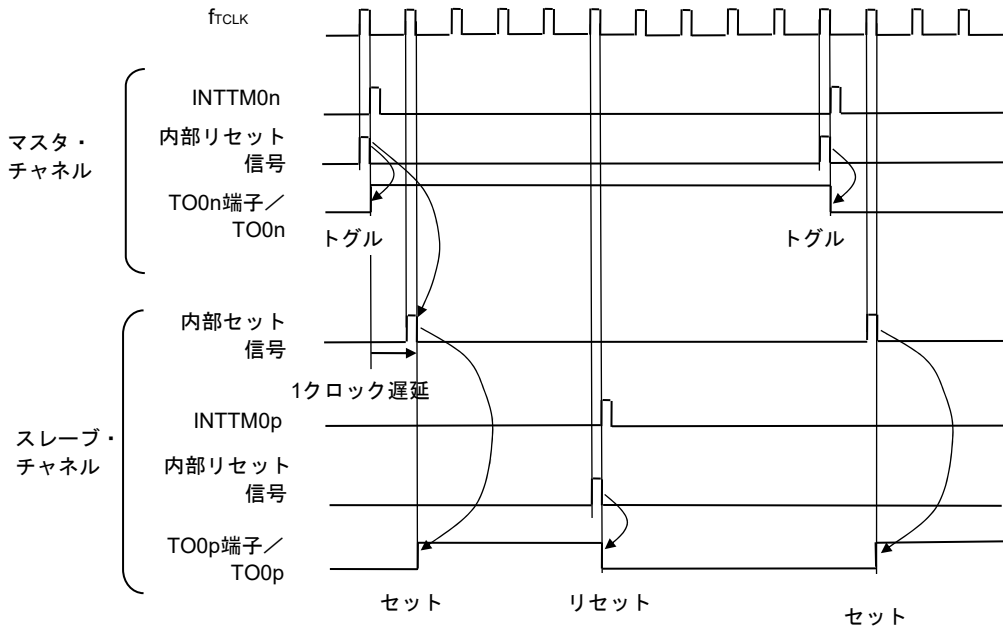 fTCLK
マスタ・
チャネル
INTTM0n
内部リセット
信号
TO0n端子／
TO0n
トグル
トグル
スレーブ・
チャネル
内部セット
信号
1クロック遅延
INTTM0p
内部リセット
信号
TO0p端子／
TO0p
セット
リセット
セット